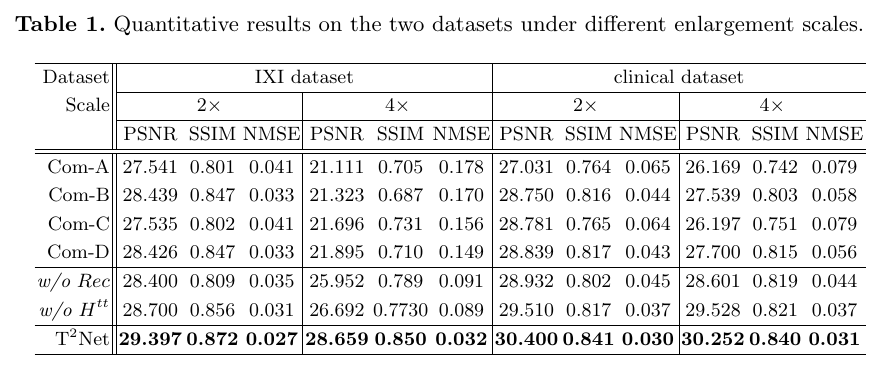 Table 1. Quantitative results on the two datasets under different enlargement scales.
Dataset IXI dataset clinical dataset
Scale 2× 4× 2× 4×
PSNR SSIM NMSE PSNR SSIM NMSE PSNR SSIM NMSE PSNR SSIM NMSE
Com-A 27.541 0.801 0.041 21.111 0.705 0.178 27.031 0.764 0.065 26.169 0.742 0.079
Com-B 28.439 0.847 0.033 21.323 0.687 0.170 28.750 0.816 0.044 27.539 0.803 0.058
Com-C 27.535 0.802 0.041 21.696 0.731 0.156 28.781 0.765 0.064 26.197 0.751 0.079
Com-D 28.426 0.847 0.033 21.895 0.710 0.149 28.839 0.817 0.043 27.700 0.815 0.056
w/o Rec 28.400 0.809 0.035 25.952 0.789 0.091 28.932 0.802 0.045 28.601 0.819 0.044
w/o H^tt 28.700 0.856 0.031 26.692 0.7730 0.089 29.510 0.817 0.037 29.528 0.821 0.037
T²Net 29.397 0.872 0.027 28.659 0.850 0.032 30.400 0.841 0.030 30.252 0.840 0.031